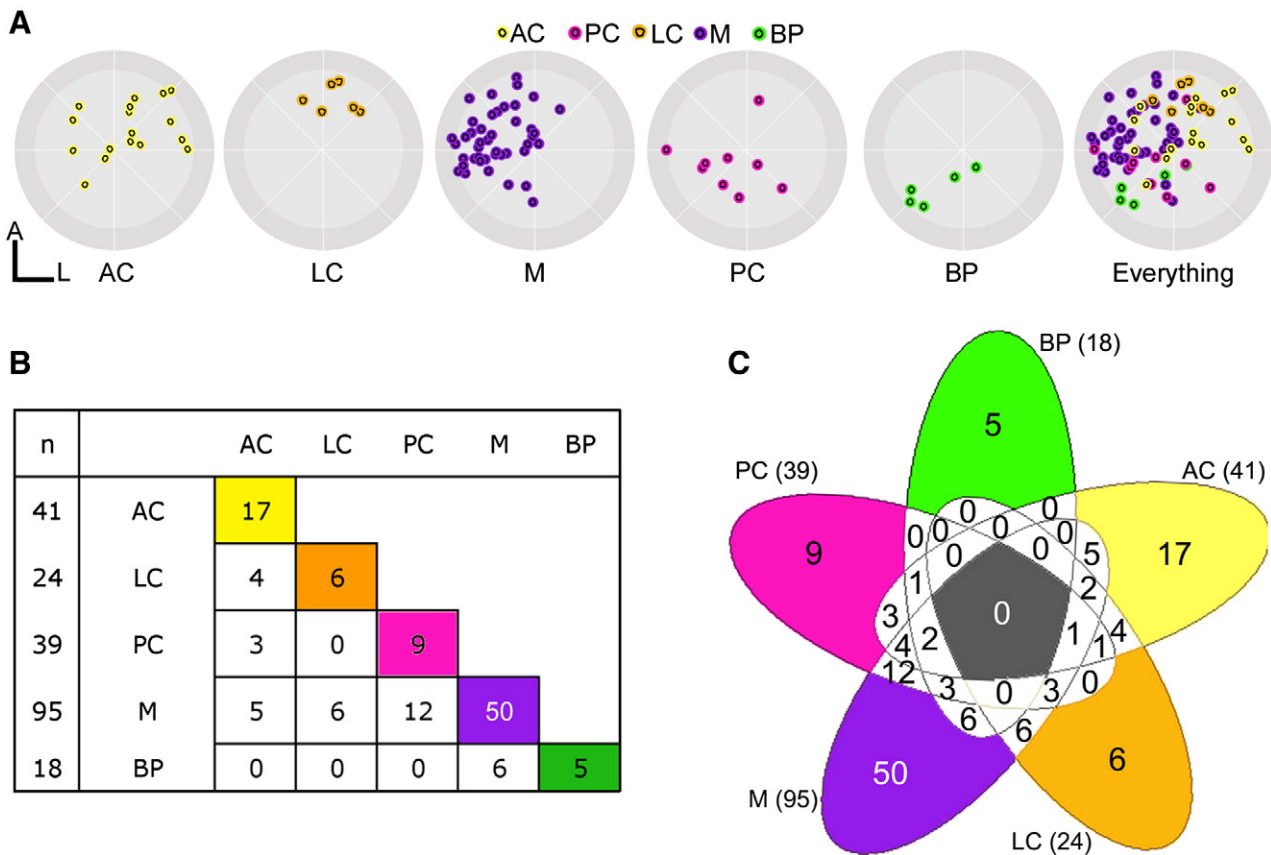 A
AC PC LC M BP
A
L
AC LC M PC BP Everything
B
n AC LC PC M BP
41 AC 17
24 LC 4 6
39 PC 3 0 9
95 M 5 6 12 50
18 BP 0 0 0 6 5
C
BP (18)
5
PC (39)
AC (41)
9
17
0 0
0 0 0 0
0 0 5
1 2
0
3
4 2 1 1 4
12 3 0 3 0
6 6
50
6
M (95)
LC (24)